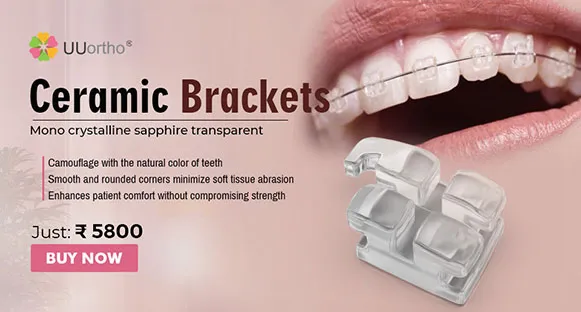 UUortho®
Ceramic Brackets
Mono crystalline sapphire transparent
Camouflage with the natural color of teeth
Smooth and rounded corners minimize soft tissue abrasion
Enhances patient comfort without compromising strength
Just: ₹ 5800
BUY NOW